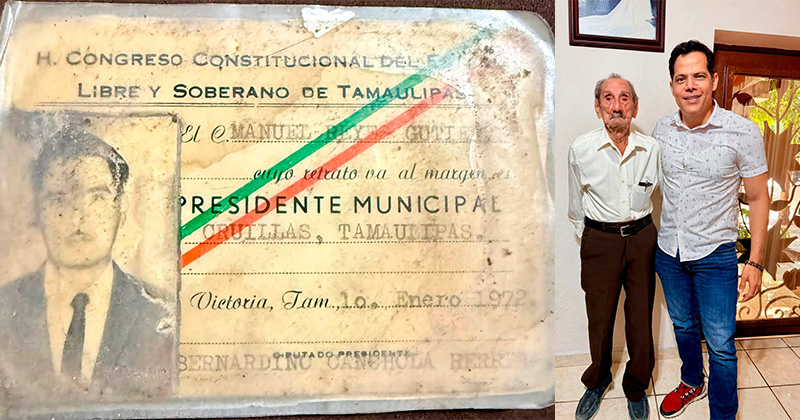 H. CONGRESO CONSTITUCIONAL DEL
LIBRE Y SOBERANO DE TAMAULIPAS
El C MANUEL REYES
cuyo retrato va al margen es
PRESIDENTE MUNICIPAL
CRUILLAS, TAMAULIPAS.
Victoria, Tam., 1o. Enero 1972.
DIPUTADO PRESIDENTE
BERNARDINO CANCHOLA